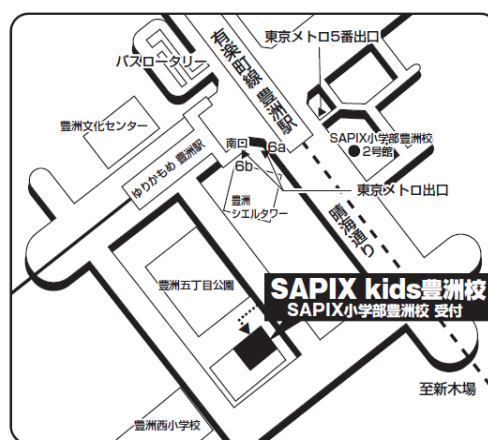 東京メトロ5番出口
バスロータリー
有楽町線 豊洲駅
豊洲文化センター
SAPIX小学部豊洲校
2号館
南口
6a
6b
ゆりかもめ 豊洲駅
東京メトロ出口
豊洲
シエルタワー
晴海通り
豊洲五丁目公園
SAPIX kids豊洲校
SAPIX小学部豊洲校 受付
至新木場
豊洲西小学校